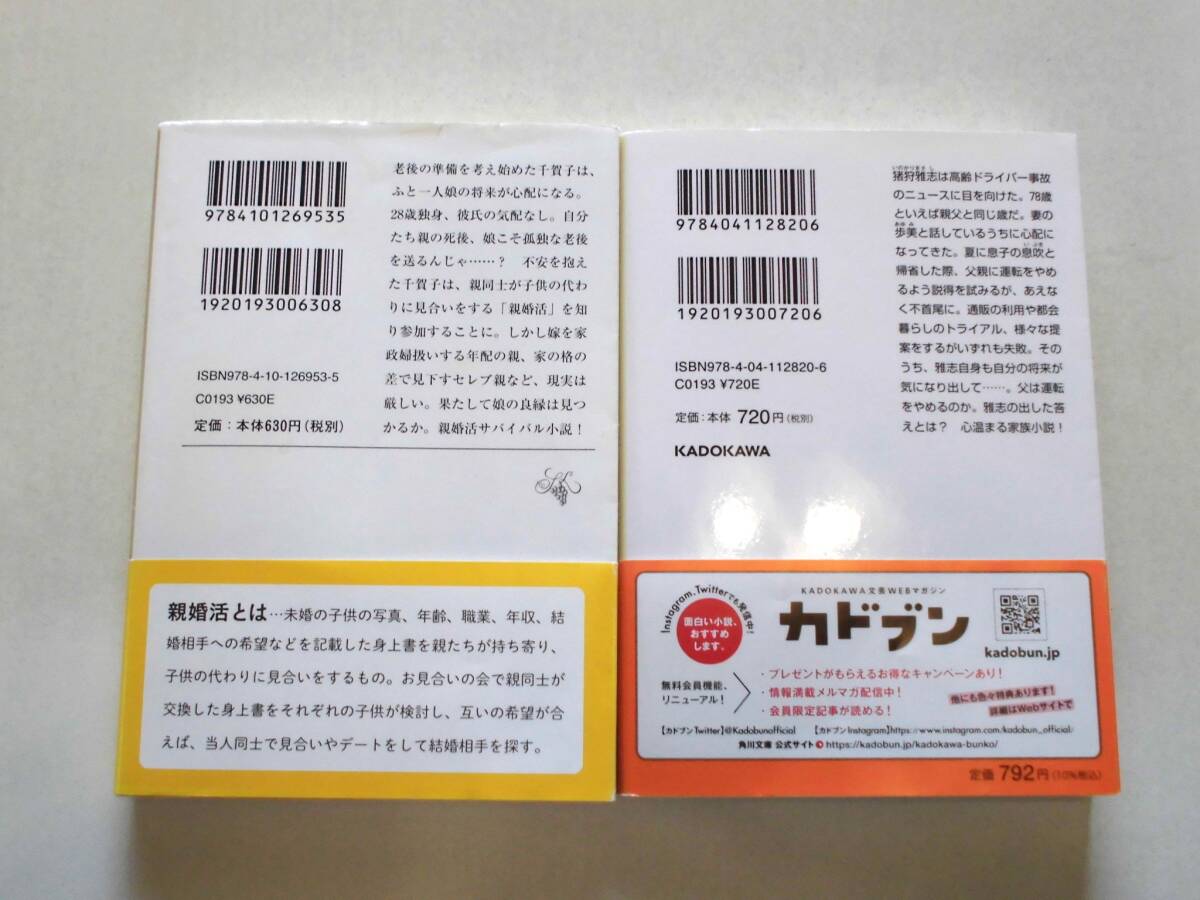 9784101269535
1920193006308
ISBN978-4-10-126953-5
C0193 ¥630E
定価：本体630円(税別)
老後の準備を考え始めた千賀子は、
ふと一人娘の将来が心配になる。
28歳独身、彼氏の気配なし。自分
たち親の死後、娘こそ孤独な老後
を送るんじゃ……？　不安を抱え
た千賀子は、親同士が子供の代わ
りに見合いをする「親婚活」を知
り参加することに。しかし嫁を家
政婦扱いする年配の親、家の格の
差で見下すセレブ親など、現実は
厳しい。果たして娘の良縁は見つ
かるか。親婚活サバイバル小説！
親婚活とは…未婚の子供の写真、年齢、職業、年収、結
婚相手への希望などを記載した身上書を親たちが持ち寄り、
子供の代わりに見合いをするもの。お見合いの会で親同士が
交換した身上書をそれぞれの子供が検討し、互いの希望が合
えば、当人同士で見合いやデートをして結婚相手を探す。
9784041128206
1920193007206
ISBN978-4-04-112820-6
C0193 ¥720E
定価：本体 720円(税別)
KADOKAWA
いのかりまさし
猪狩雅志は高齢ドライバー事故
のニュースに目を向けた。78歳
といえば親父と同じ歳だ。妻の
あゆみ
歩美と話しているうちに心配に
いぶき
なってきた。夏に息子の息吹と
帰省した際、父親に運転をやめ
るよう説得を試みるが、あえな
く不首尾に。通販の利用や都会
暮らしのトライアル、様々な提
案をするがいずれも失敗。その
うち、雅志自身も自分の将来が
気になり出して……。父は運転
をやめるのか。雅志の出した答
えとは？　心温まる家族小説！
Instagram、Twitterでも発信中！
面白い小説、
おすすめ
します。
KADOKAWA文芸WEBマガジン
カドブン
kadobun.jp
無料会員機能、
リニューアル！
・プレゼントがもらえるお得なキャンペーンあり！
・情報満載メルマガ配信中！
・会員限定記事が読める！
他にも色々特典あります！
詳細はWebサイトで
【カドブンTwitter】@Kadobunofficial 【カドブンInstagram】https://www.instagram.com/kadobun_official/
角川文庫 公式サイト https://kadobun.jp/kadokawa-bunko/
定価 792円(10%税込)